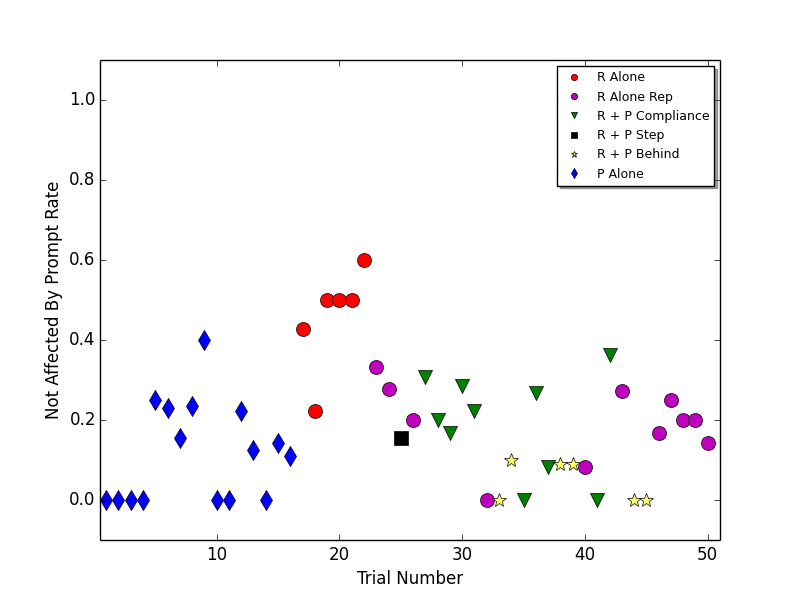 R Alone
R Alone Rep
R + P Compliance
R + P Step
R + P Behind
P Alone
1.0
0.8
0.6
0.4
0.2
0.0
Not Affected By Prompt Rate
10 20 30 40 50
Trial Number